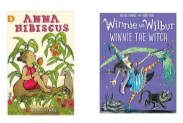 D
ANNA
HIBISCUS
Winnie and Wilbur
WINNIE THE WITCH